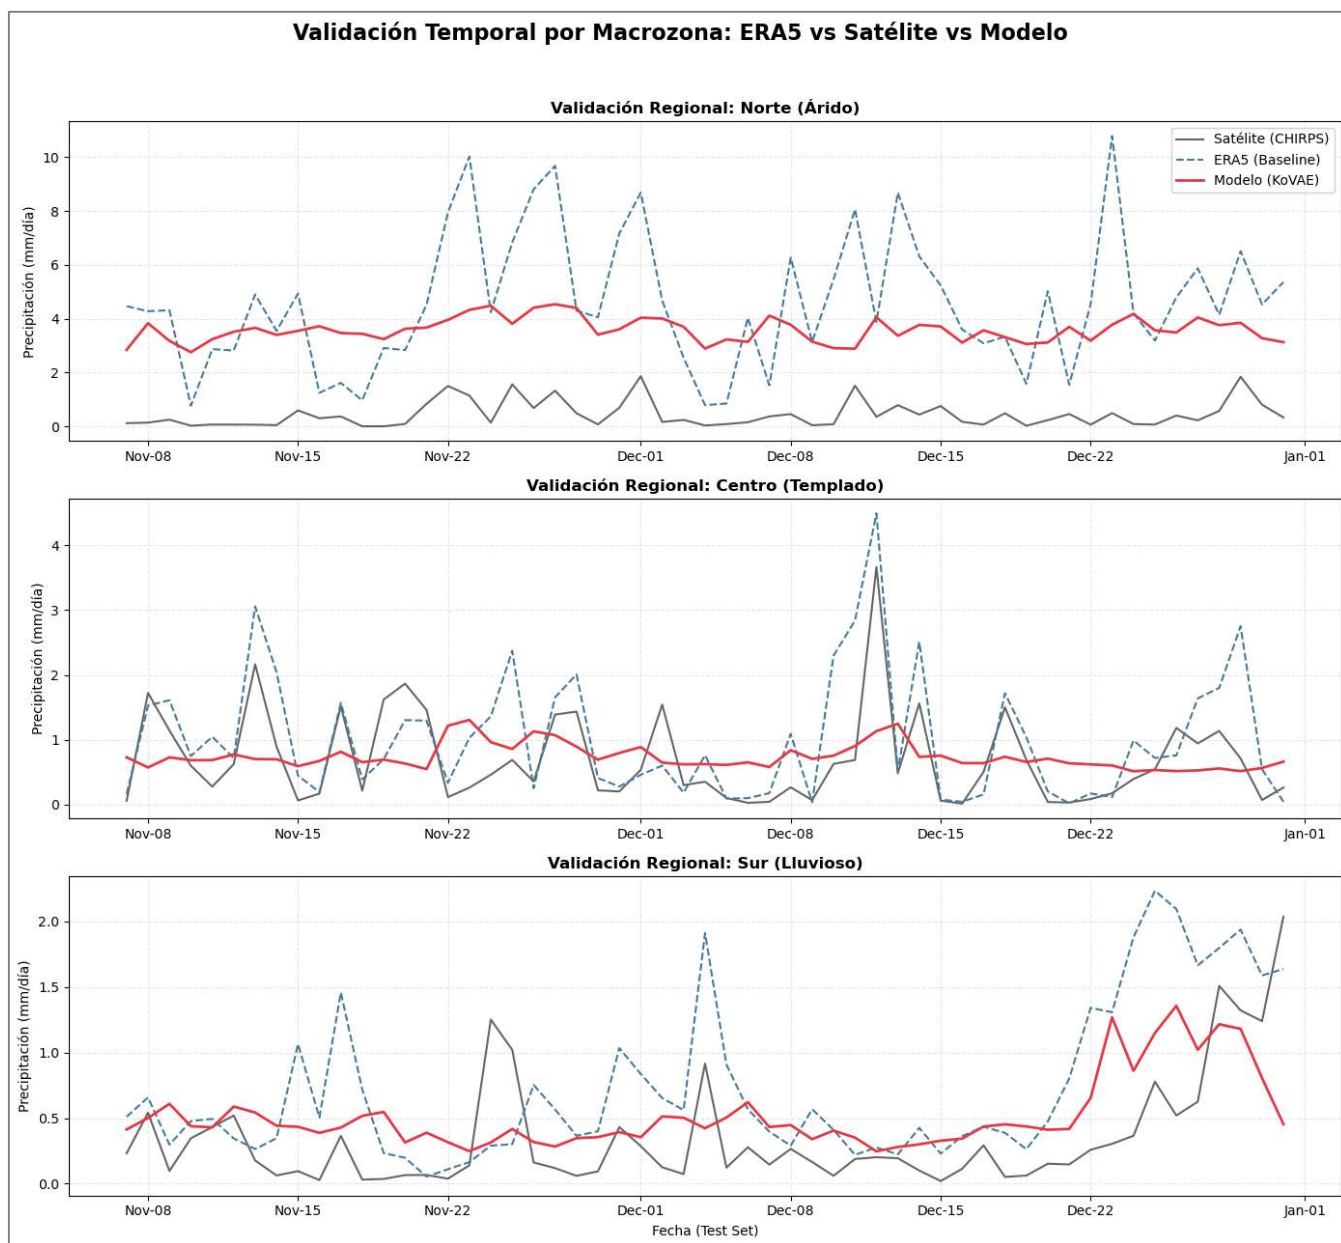 Validación Temporal por Macrozona: ERA5 vs Satélite vs Modelo
Validación Regional: Norte (Árido)
Satélite (CHIRPS)
ERA5 (Baseline)
Modelo (KoVAE)
Precipitación (mm/día)
10
8
6
4
2
0
Nov-08 Nov-15 Nov-22 Dec-01 Dec-08 Dec-15 Dec-22 Jan-01
Validación Regional: Centro (Templado)
Precipitación (mm/día)
4
3
2
1
0
Nov-08 Nov-15 Nov-22 Dec-01 Dec-08 Dec-15 Dec-22 Jan-01
Validación Regional: Sur (Lluvioso)
Precipitación (mm/día)
2.0
1.5
1.0
0.5
0.0
Nov-08 Nov-15 Nov-22 Dec-01 Dec-08 Dec-15 Dec-22 Jan-01
Fecha (Test Set)